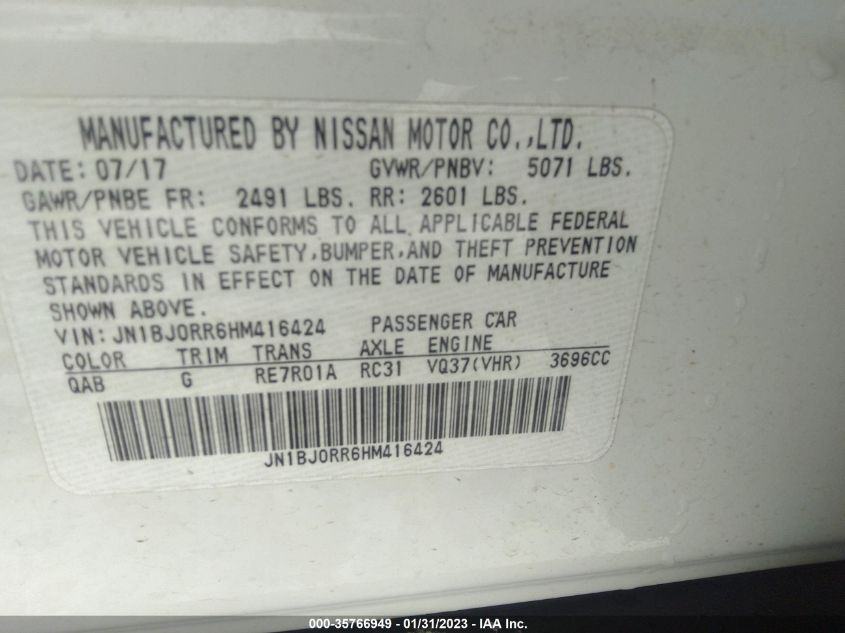 MANUFACTURED BY NISSAN MOTOR CO.,LTD.
DATE: 07/17 GVWR/PNBV: 5071 LBS.
GAWR/PNBE FR: 2491 LBS. RR: 2601 LBS.
THIS VEHICLE CONFORMS TO ALL APPLICABLE FEDERAL
MOTOR VEHICLE SAFETY, BUMPER, AND THEFT PREVENTION
STANDARDS IN EFFECT ON THE DATE OF MANUFACTURE
SHOWN ABOVE.
VIN: JN1BJ0RR6HM416424 PASSENGER CAR
COLOR TRIM TRANS AXLE ENGINE
QAB G RE7R01A RC31 VQ37(VHR) 3696CC
JN1BJ0RR6HM416424
000-35766949 - 01/31/2023 - IAA Inc.